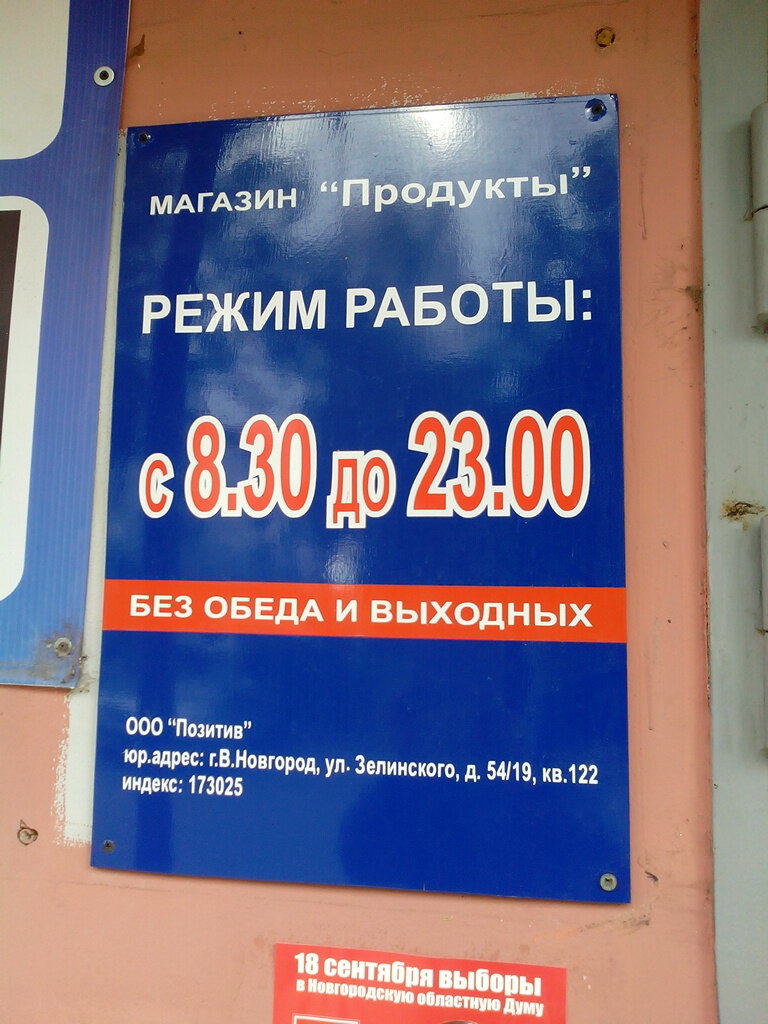 МАГАЗИН “Продукты”
РЕЖИМ РАБОТЫ:
с 8.30 до 23.00
БЕЗ ОБЕДА И ВЫХОДНЫХ
ООО “Позитив”
юр.адрес: г.В.Новгород, ул. Зелинского, д. 54/19, кв.122
индекс: 173025
18 сентября выборы
в Новгородскую областную Думу